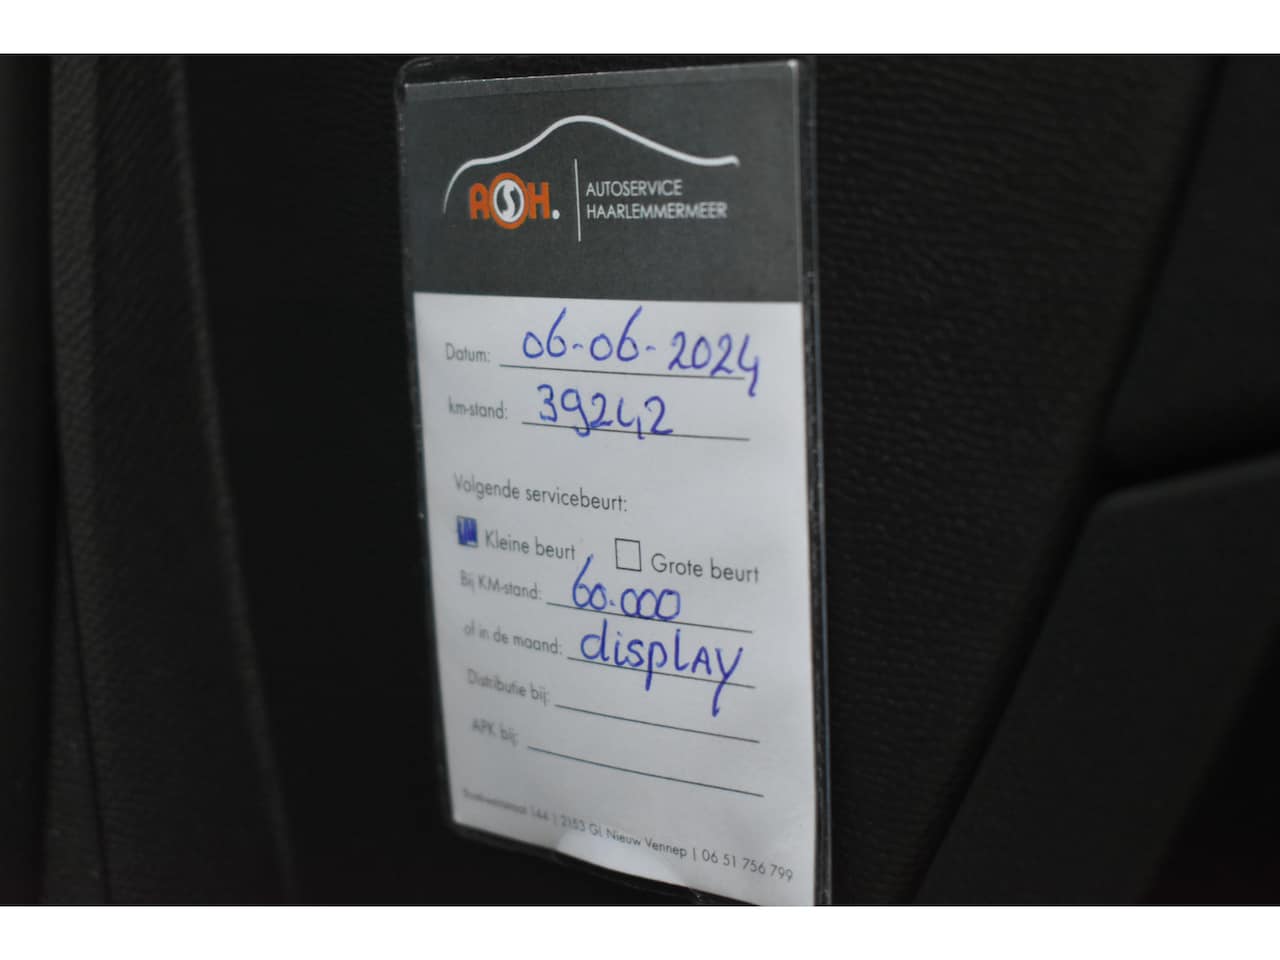 ASH. AUTOSERVICE
HAARLEMMERMEER
Datum: 06-06-2024
km-stand: 39242
Volgende servicebeurt:
Kleine beurt Grote beurt
Bij KM-stand: 60.000
of in de maand: display
Distributie bij:
APK bij:
144 | 2153 GL Nieuw Vennep | 06 51 756 799